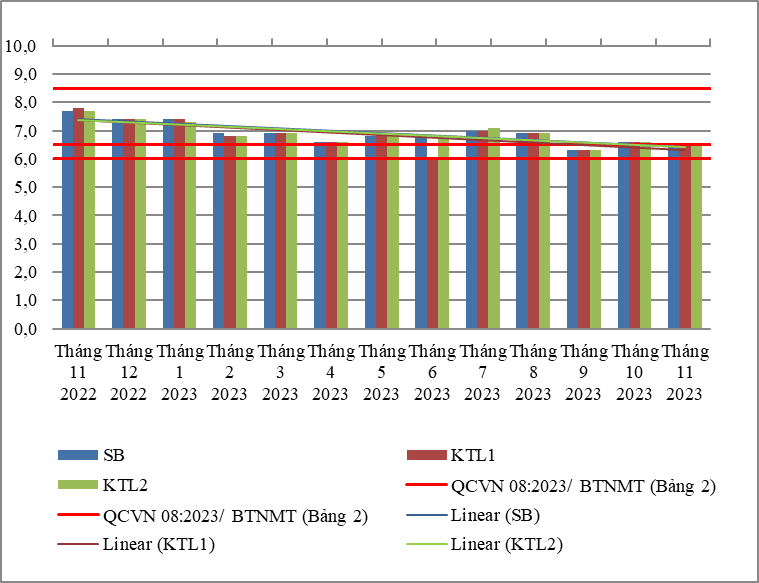 10,0
9,0
8,0
7,0
6,0
5,0
4,0
3,0
2,0
1,0
0,0
Tháng Tháng Tháng Tháng Tháng Tháng Tháng Tháng Tháng Tháng Tháng Tháng Tháng
11 12 1 2 3 4 5 6 7 8 9 10 11
2022 2022 2023 2023 2023 2023 2023 2023 2023 2023 2023 2023 2023
SB KTL1
KTL2 QCVN 08:2023/ BTNMT (Bảng 2)
QCVN 08:2023/ BTNMT (Bảng 2) Linear (SB)
Linear (KTL1) Linear (KTL2)